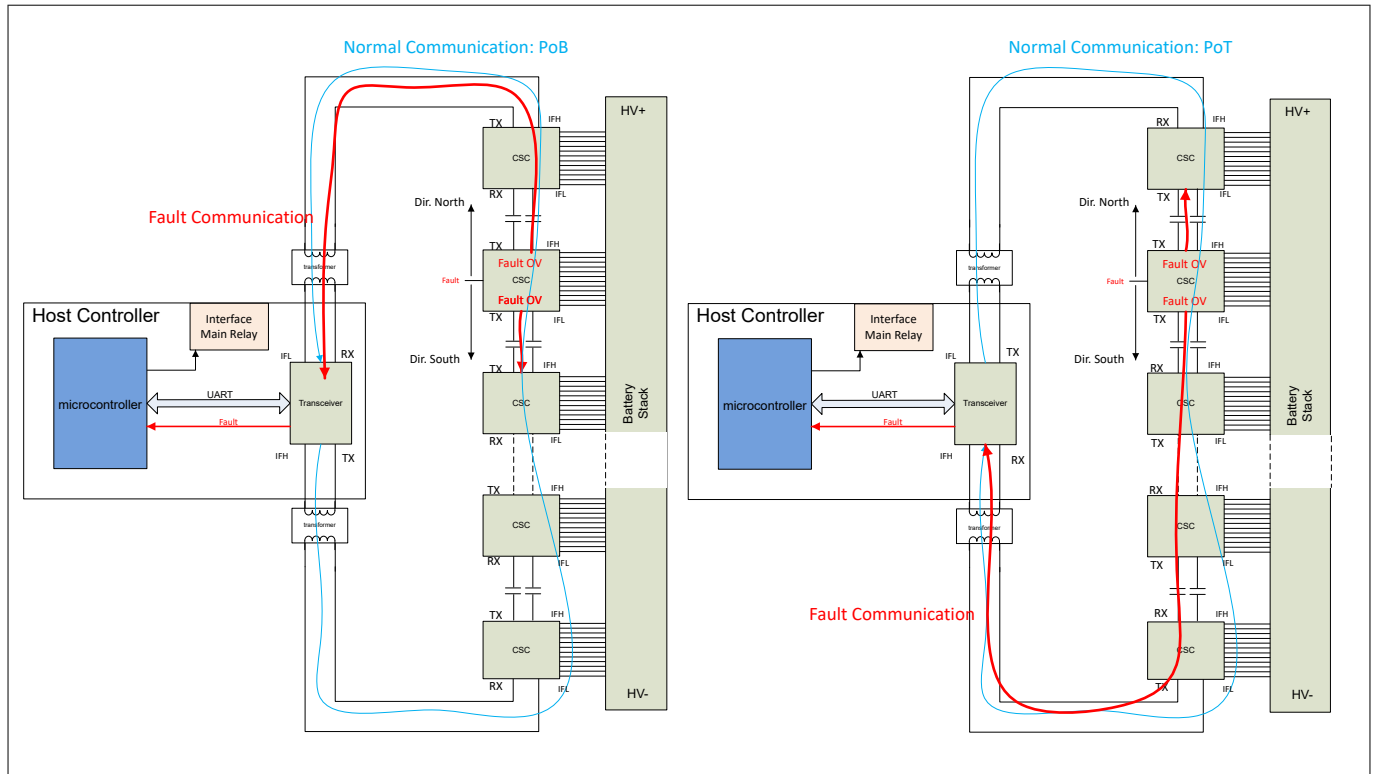 Normal Communication: PoB
TX
IFH
HV+
CSC
RX
IFL
Dir. North
Fault Communication
TX
IFH
transformer
Fault OV
CSC
Fault
Fault OV
TX
IFL
Host Controller
Interface
Main Relay
Dir. South
IFL
RX
TX
IFH
microcontroller
UART
Transceiver
CSC
Fault
Battery
Stack
IFH
TX
RX
IFL
TX
IFH
transformer
CSC
RX
IFL
TX
IFH
CSC
RX
IFL
HV-
Normal Communication: PoT
RX
IFH
HV+
CSC
TX
IFL
Dir. North
TX
IFH
transformer
Fault OV
CSC
Fault
Fault OV
TX
IFL
Host Controller
Interface
Main Relay
Dir. South
IFL
TX
RX
IFH
microcontroller
UART
Transceiver
CSC
Fault
Battery
Stack
IFH
RX
TX
IFL
RX
IFH
transformer
CSC
TX
IFL
Fault Communication
RX
IFH
CSC
TX
IFL
HV-